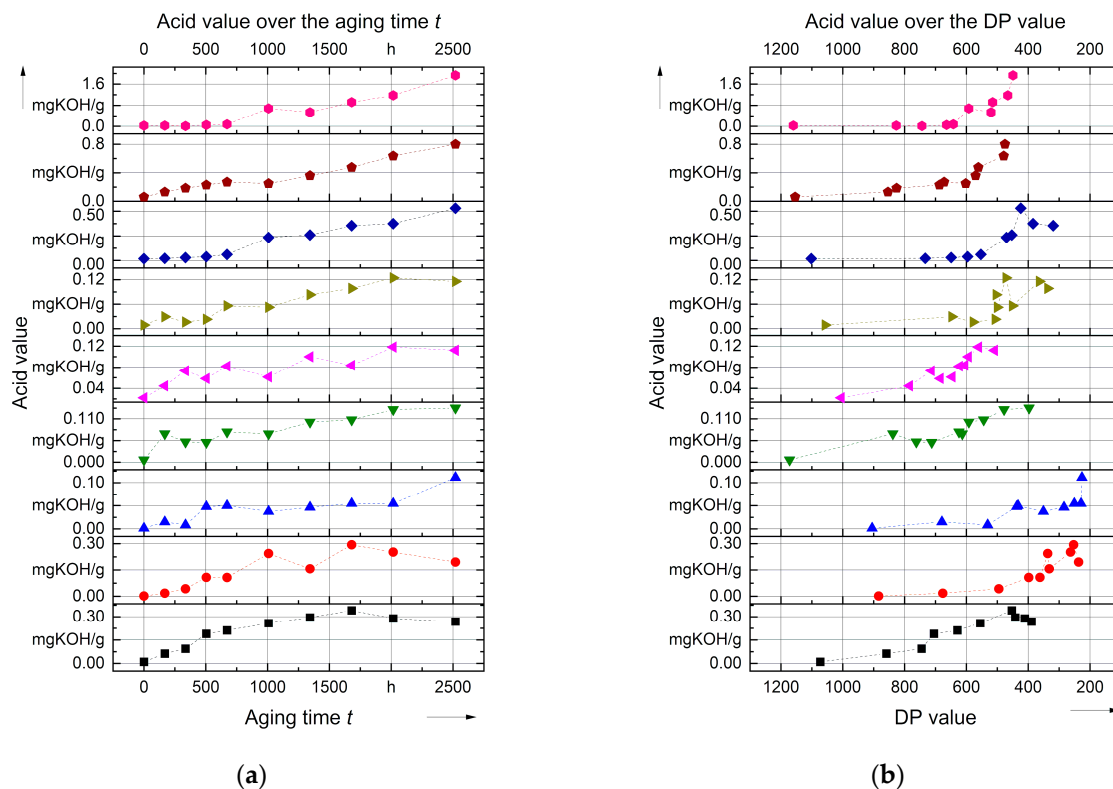 Acid value over the aging time t
0 500 1000 1500 h 2500
Acid value
1.6
mgKOH/g
0.0
0.8
mgKOH/g
0.0
0.50
mgKOH/g
0.00
0.12
mgKOH/g
0.00
0.12
mgKOH/g
0.04
0.110
mgKOH/g
0.000
0.10
mgKOH/g
0.00
0.30
mgKOH/g
0.00
0.30
mgKOH/g
0.00
0 500 1000 1500 h 2500
Aging time t
(a)
Acid value over the DP value
1200 1000 800 600 400 200
Acid value
1.6
mgKOH/g
0.0
0.8
mgKOH/g
0.0
0.50
mgKOH/g
0.00
0.12
mgKOH/g
0.00
0.12
mgKOH/g
0.04
0.110
mgKOH/g
0.000
0.10
mgKOH/g
0.00
0.30
mgKOH/g
0.00
0.30
mgKOH/g
0.00
1200 1000 800 600 400 200
DP value
(b)